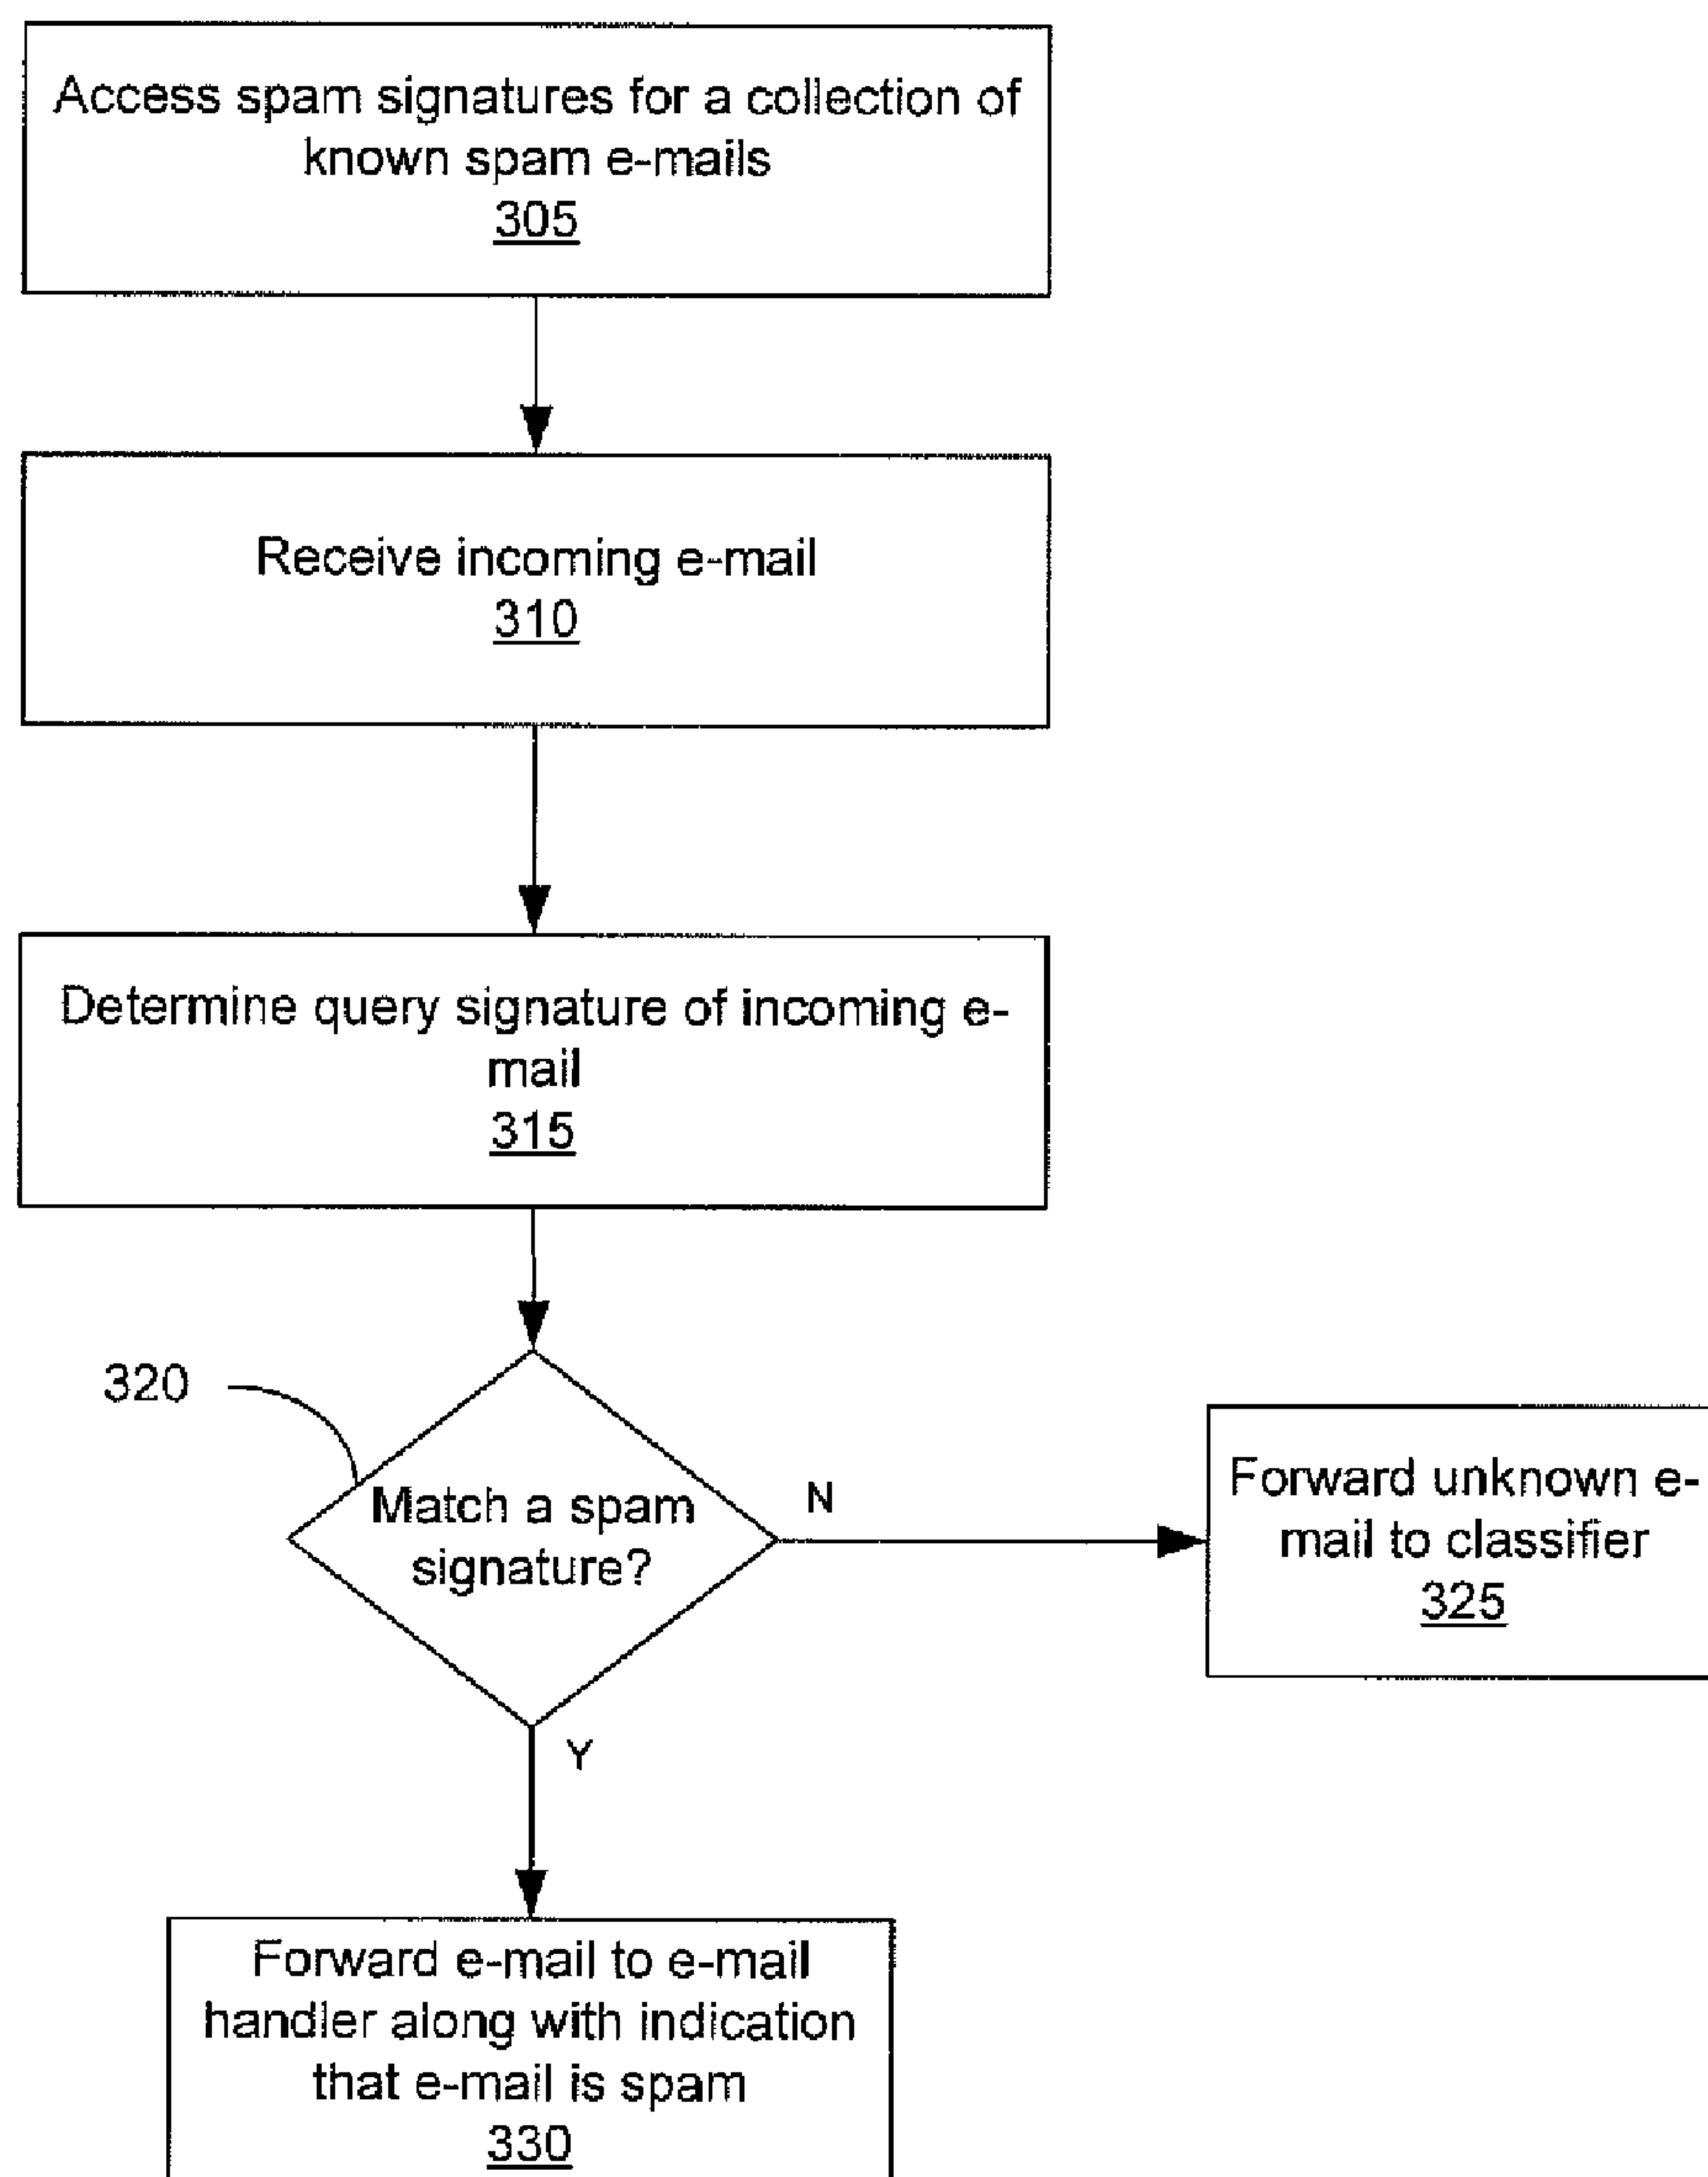 Access spam signatures for a collection of
known spam e-mails
305
Receive incoming e-mail
310
Determine query signature of incoming e-
mail
315
320
Match a spam
signature?
N
Forward unknown e-
mail to classifier
325
Y
Forward e-mail to e-mail
handler along with indication
that e-mail is spam
330